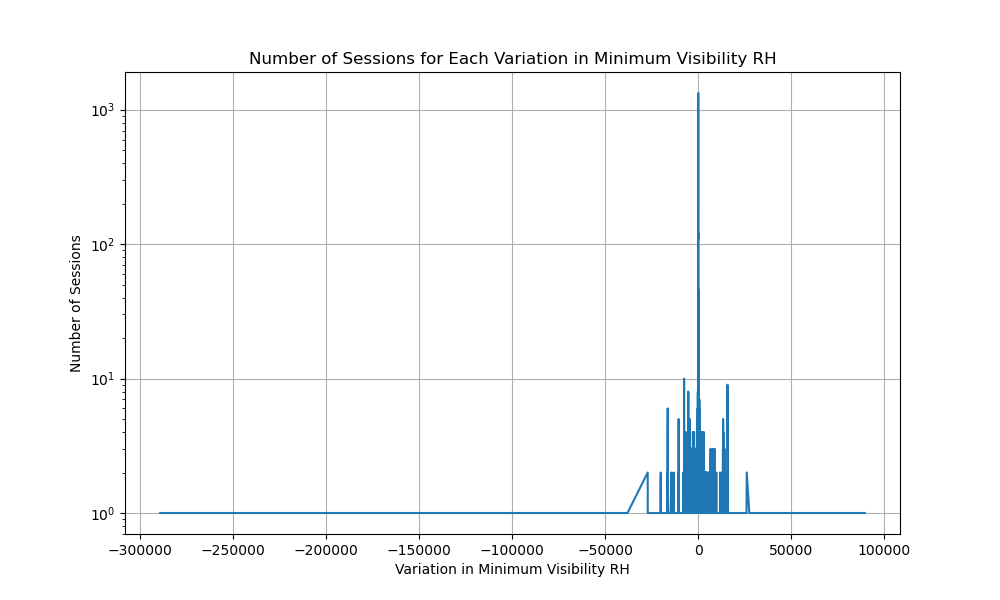 Number of Sessions for Each Variation in Minimum Visibility RH
Number of Sessions
10³
10²
10¹
10⁰
−300000 −250000 −200000 −150000 −100000 −50000 0 50000 100000
Variation in Minimum Visibility RH